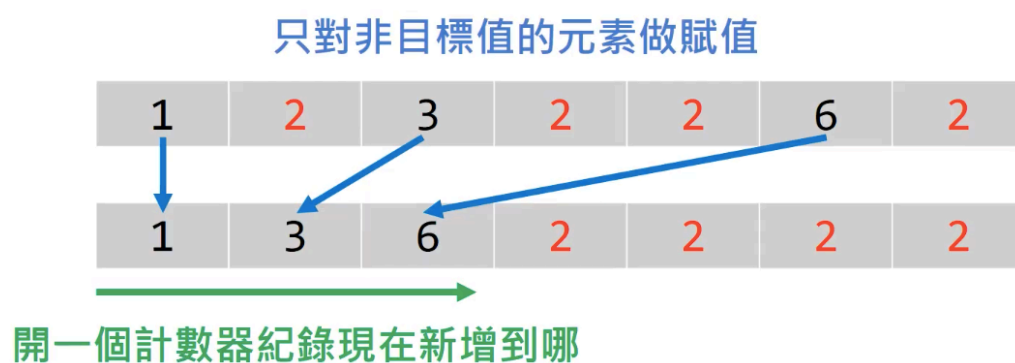 只對非目標值的元素做賦值
1 2 3 2 2 6 2
1 3 6 2 2 2 2
開一個計數器紀錄現在新增到哪